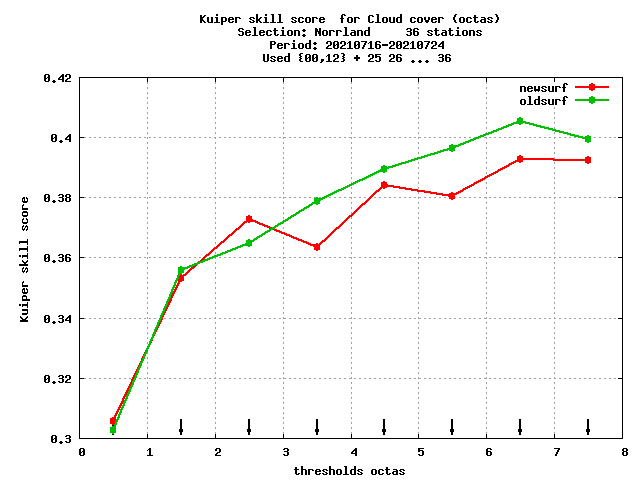 Kuiper skill score  for Cloud cover (octas)
Selection: Norrland     36 stations
Period: 20210716-20210724
Used {00,12} + 25 26 ... 36
newsurf
oldsurf
0.42
0.4
0.38
0.36
0.34
0.32
0.3
Kuiper skill score
0 1 2 3 4 5 6 7 8
thresholds octas